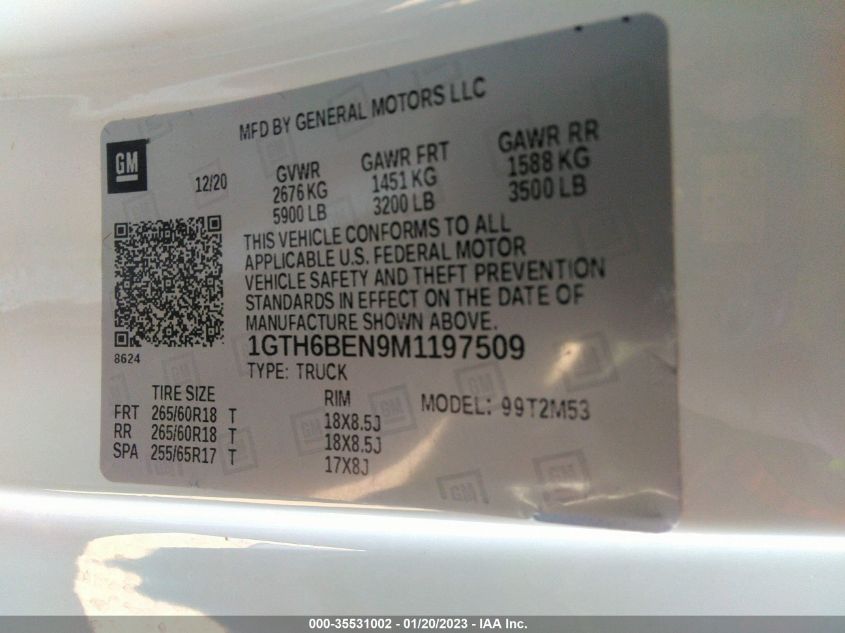 MFD BY GENERAL MOTORS LLC
GM
12/20
GVWR
2676 KG
5900 LB
GAWR FRT
1451 KG
3200 LB
GAWR RR
1588 KG
3500 LB
THIS VEHICLE CONFORMS TO ALL
APPLICABLE U.S. FEDERAL MOTOR
VEHICLE SAFETY AND THEFT PREVENTION
STANDARDS IN EFFECT ON THE DATE OF
MANUFACTURE SHOWN ABOVE.
8624
1GTH6BEN9M1197509
TYPE: TRUCK
TIRE SIZE RIM MODEL: 99T2M53
FRT 265/60R18 T 18X8.5J
RR 265/60R18 T 18X8.5J
SPA 255/65R17 T 17X8J
000-35531002 — 01/20/2023 — IAA Inc.